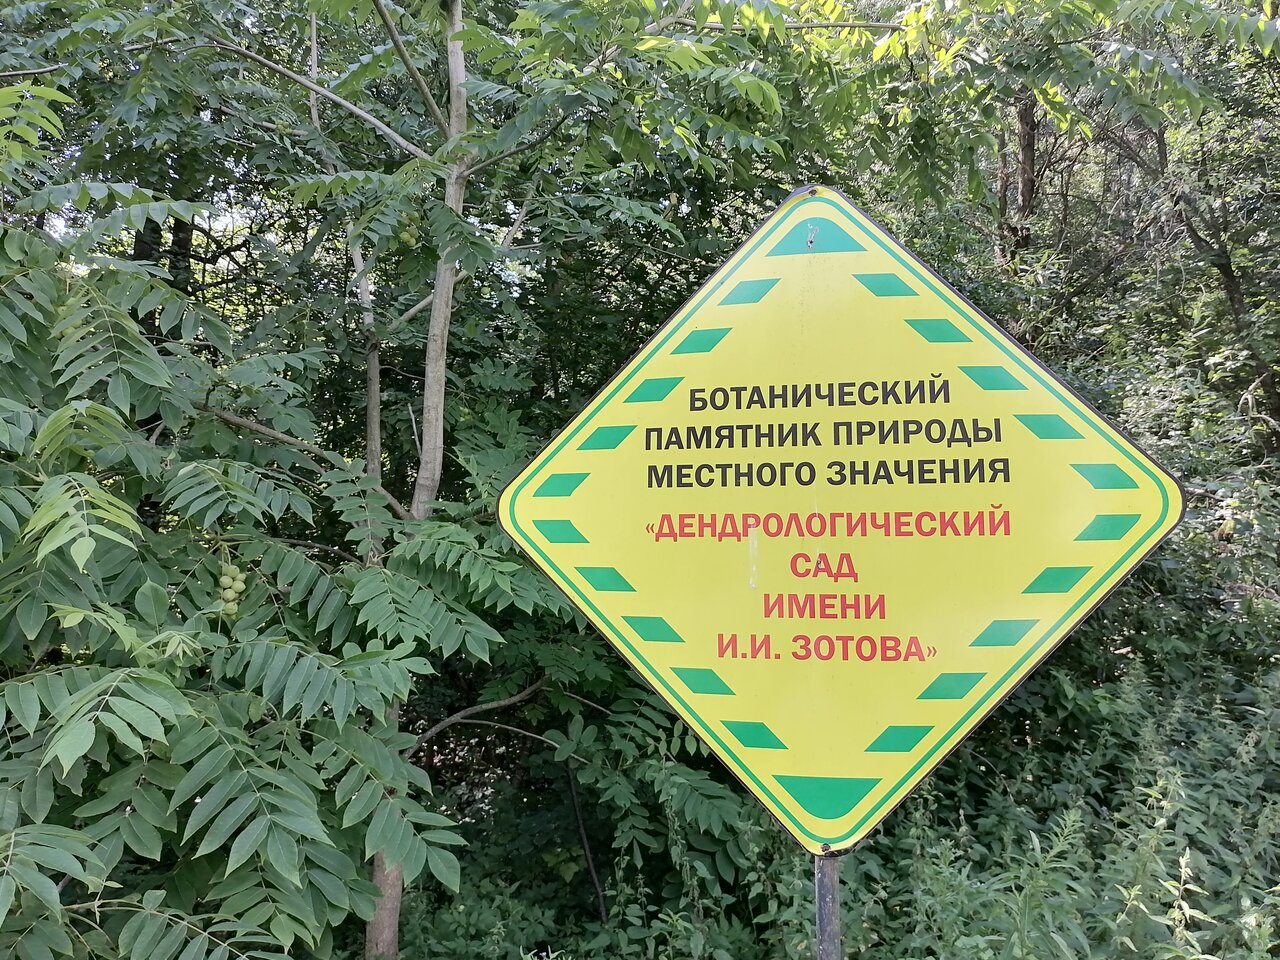 БОТАНИЧЕСКИЙ
ПАМЯТНИК ПРИРОДЫ
МЕСТНОГО ЗНАЧЕНИЯ
«ДЕНДРОЛОГИЧЕСКИЙ
САД
ИМЕНИ
И.И. ЗОТОВА»